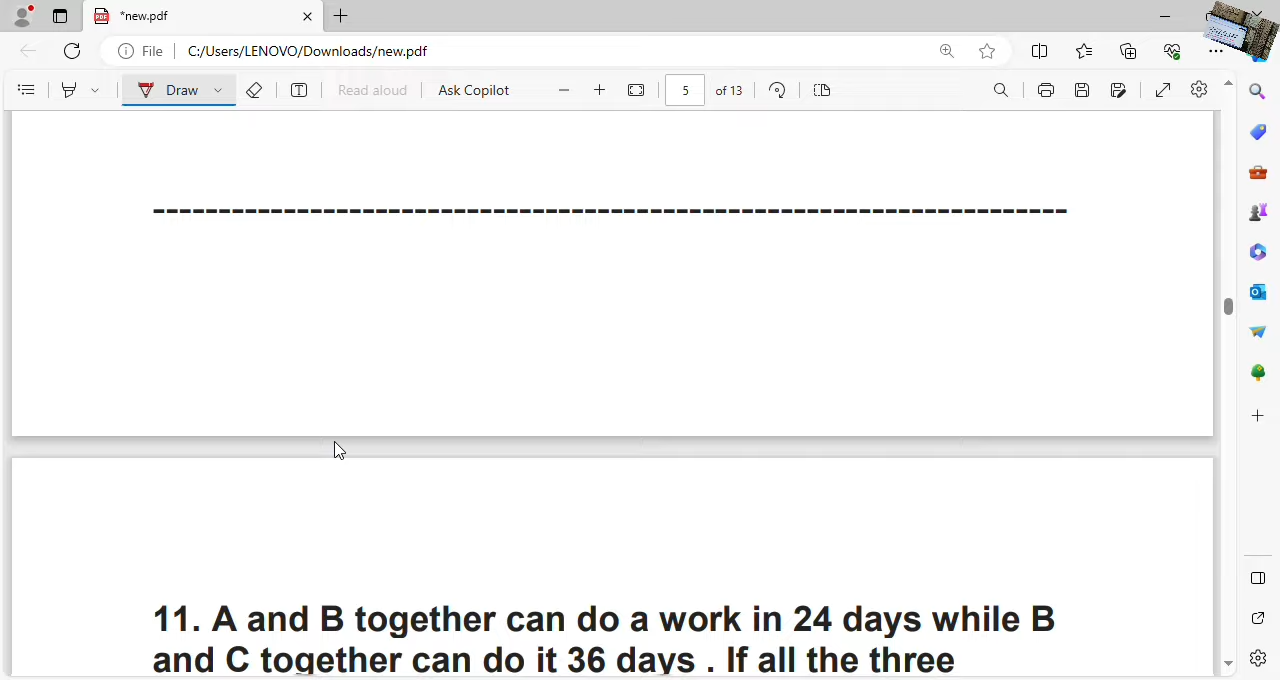 *new.pdf
File C:/Users/LENOVO/Downloads/new.pdf
Draw Read aloud Ask Copilot 5 of 13
11. A and B together can do a work in 24 days while B
and C together can do it 36 days . If all the three